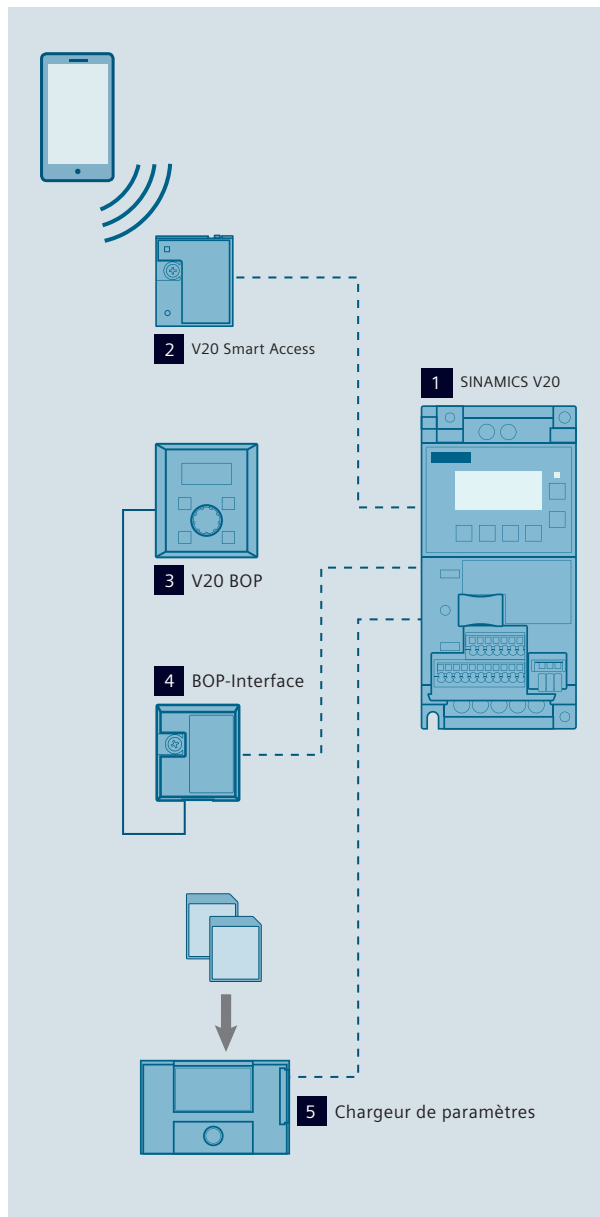 2 V20 Smart Access
1 SINAMICS V20
3 V20 BOP
4 BOP-Interface
5 Chargeur de paramètres